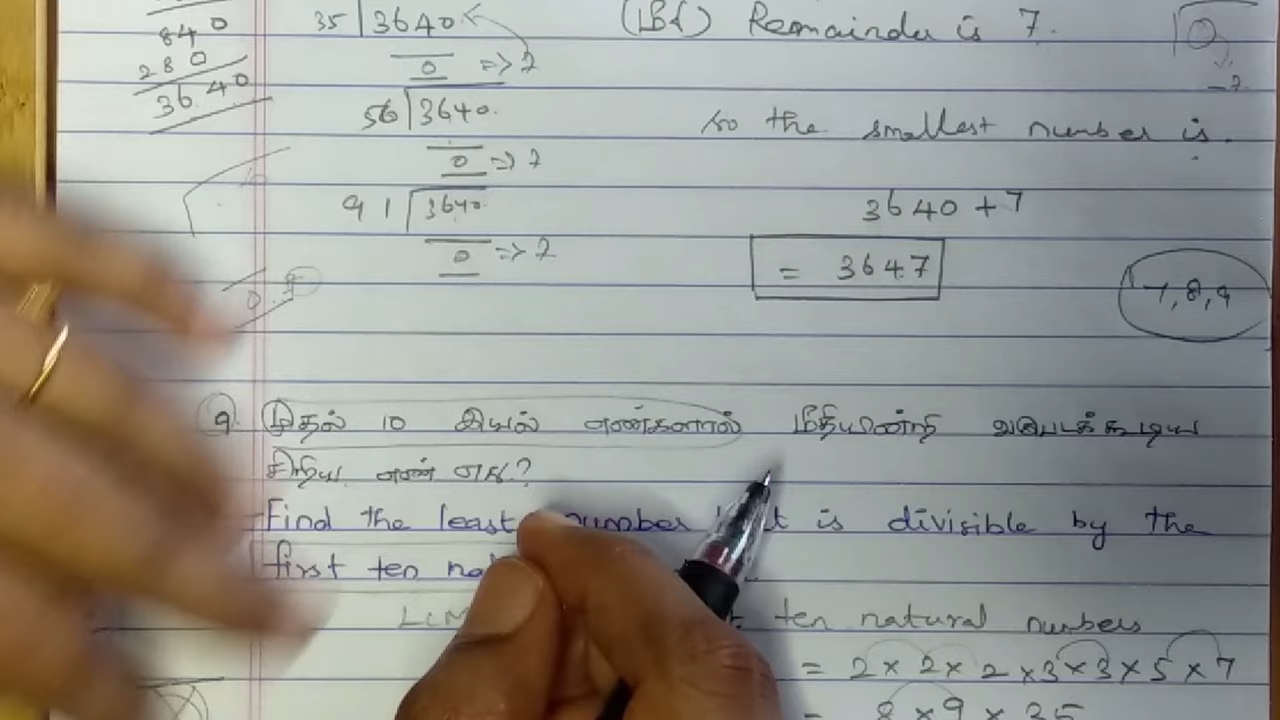 840
280
3640
35 3640
0 => 7
56 3640
0 => 7
91 3640
0 => 7
Remainder is 7.
so the smallest number is
3640 + 7
= 3647
7, 8, 9
9 முதல் 10 இயல் எண்களால் மீதியின்றி வகுபடக்கூடிய
சிறிய எண் எது?
Find the least number is divisible by the
first ten
LCM ten natural numbers
= 2 × 2 × 2 × 3 × 3 × 5 × 7
= 8 × 9 × 35